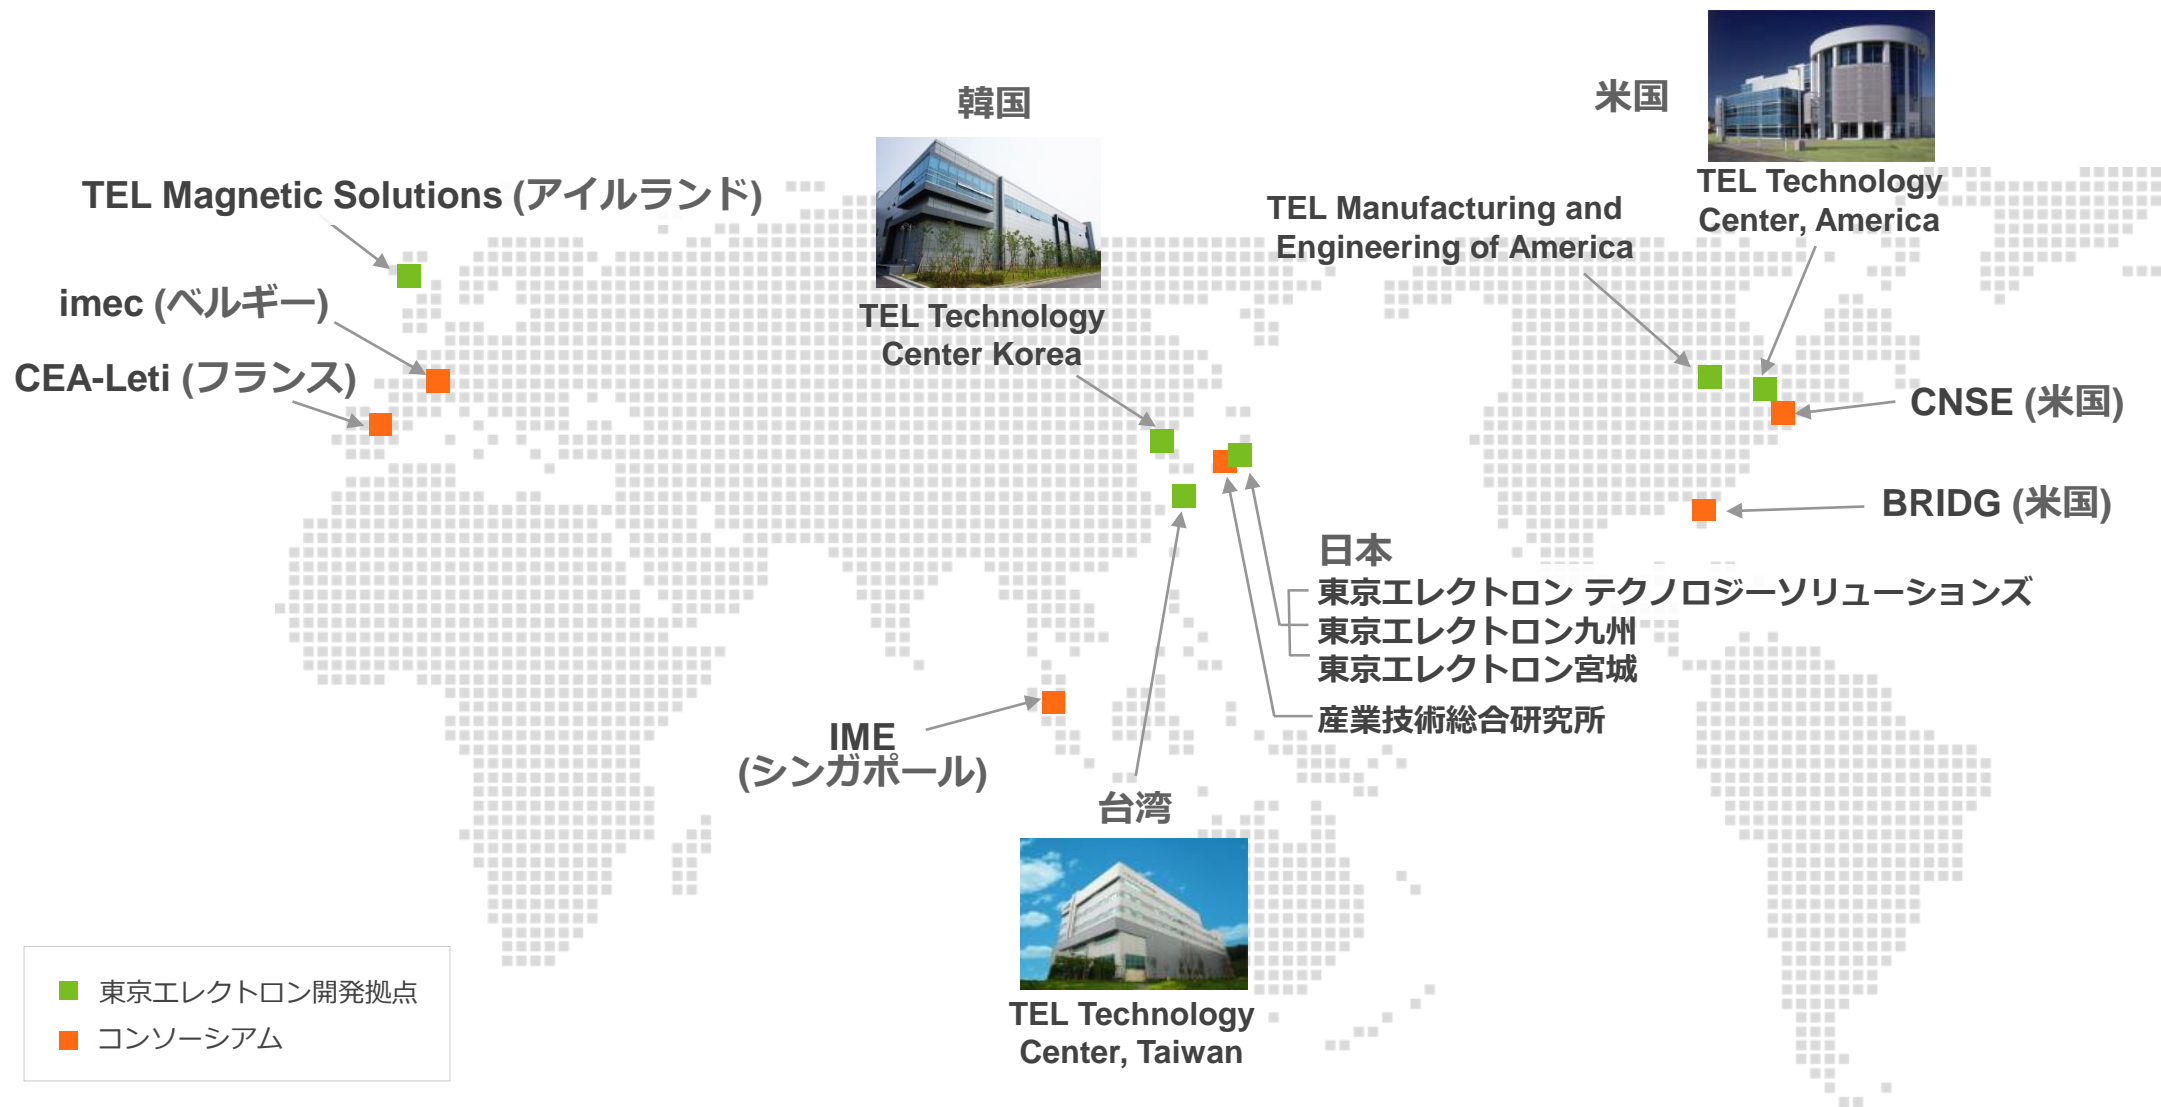 韓国
米国
TEL Magnetic Solutions (アイルランド)
imec (ベルギー)
CEA-Leti (フランス)
TEL Technology
Center Korea
TEL Manufacturing and
Engineering of America
TEL Technology
Center, America
CNSE (米国)
BRIDG (米国)
日本
東京エレクトロン テクノロジーソリューションズ
東京エレクトロン九州
東京エレクトロン宮城
産業技術総合研究所
IME
(シンガポール)
台湾
TEL Technology
Center, Taiwan
東京エレクトロン開発拠点
コンソーシアム